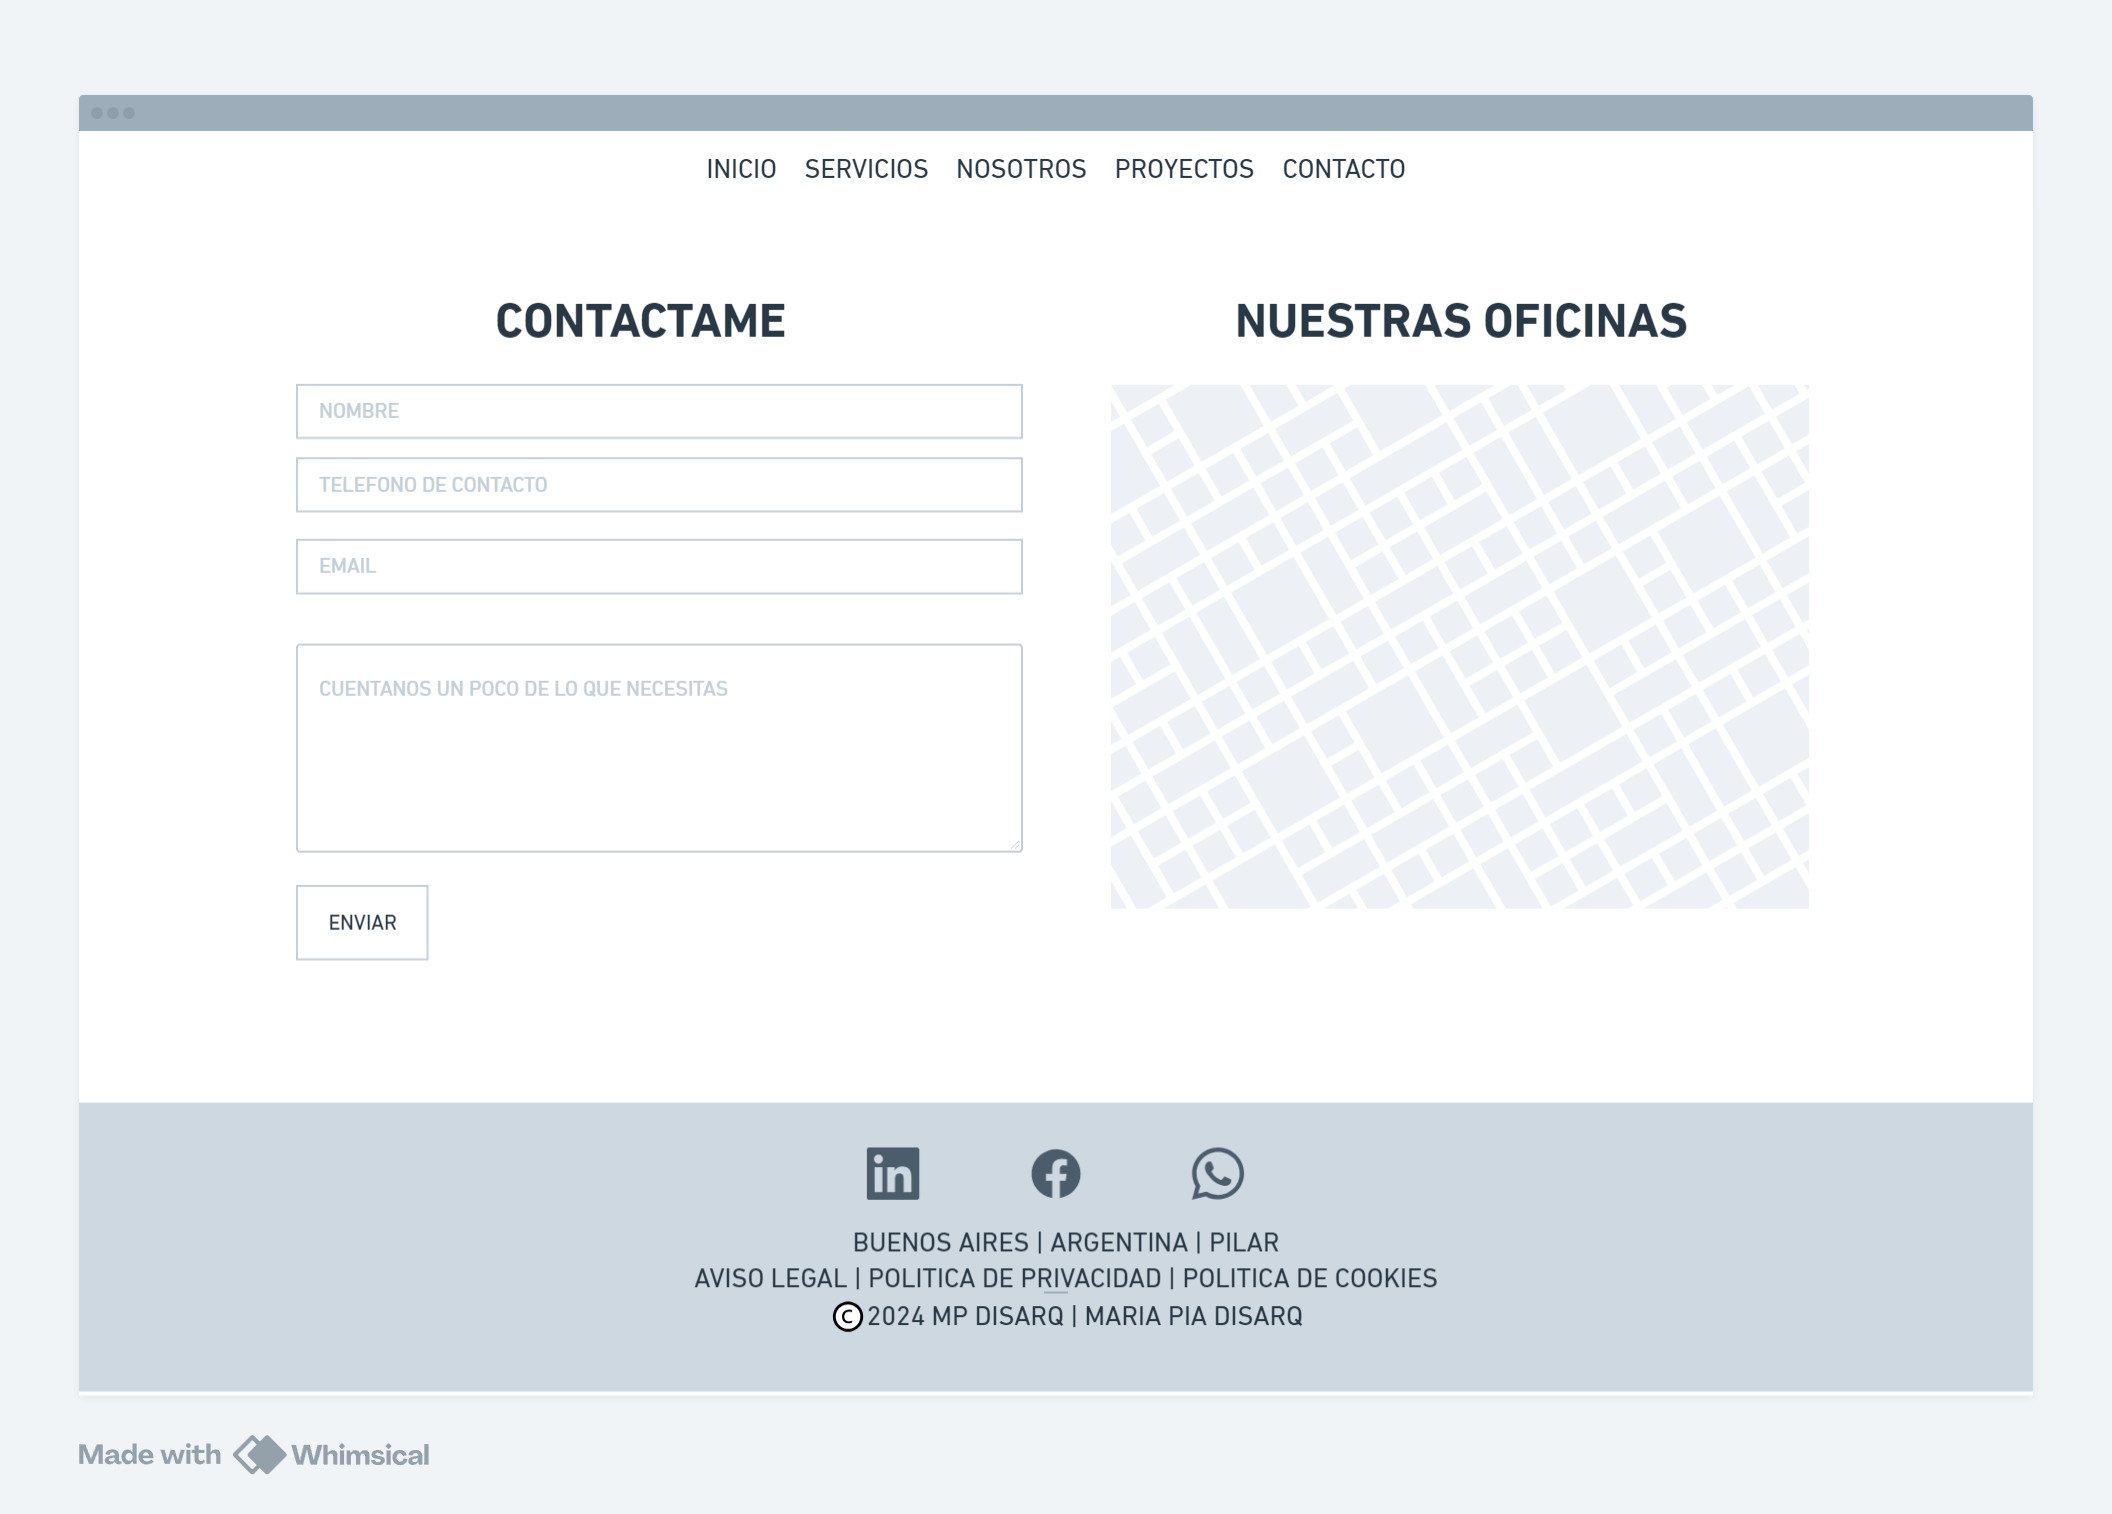 INICIO SERVICIOS NOSOTROS PROYECTOS CONTACTO
CONTACTAME
NOMBRE
TELEFONO DE CONTACTO
EMAIL
CUENTANOS UN POCO DE LO QUE NECESITAS
ENVIAR
NUESTRAS OFICINAS
in
BUENOS AIRES | ARGENTINA | PILAR
AVISO LEGAL | POLITICA DE PRIVACIDAD | POLITICA DE COOKIES
© 2024 MP DISARQ | MARIA PIA DISARQ
Made with Whimsical